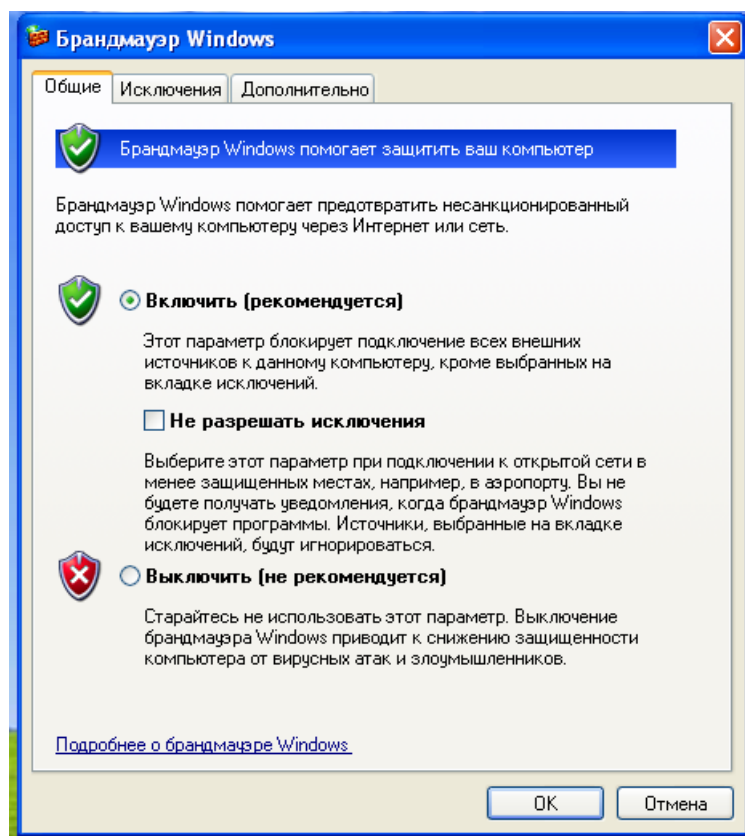 Брандмауэр Windows
Общие
Исключения
Дополнительно
Брандмауэр Windows помогает защитить ваш компьютер
Брандмауэр Windows помогает предотвратить несанкционированный
доступ к вашему компьютеру через Интернет или сеть.
Включить (рекомендуется)
Этот параметр блокирует подключение всех внешних
источников к данному компьютеру, кроме выбранных на
вкладке исключений.
Не разрешать исключения
Выберите этот параметр при подключении к открытой сети в
менее защищенных местах, например, в аэропорту. Вы не
будете получать уведомления, когда брандмауэр Windows
блокирует программы. Источники, выбранные на вкладке
исключений, будут игнорироваться.
Выключить (не рекомендуется)
Старайтесь не использовать этот параметр. Выключение
брандмауэра Windows приводит к снижению защищенности
компьютера от вирусных атак и злоумышленников.
Подробнее о брандмауэре Windows
OK
Отмена